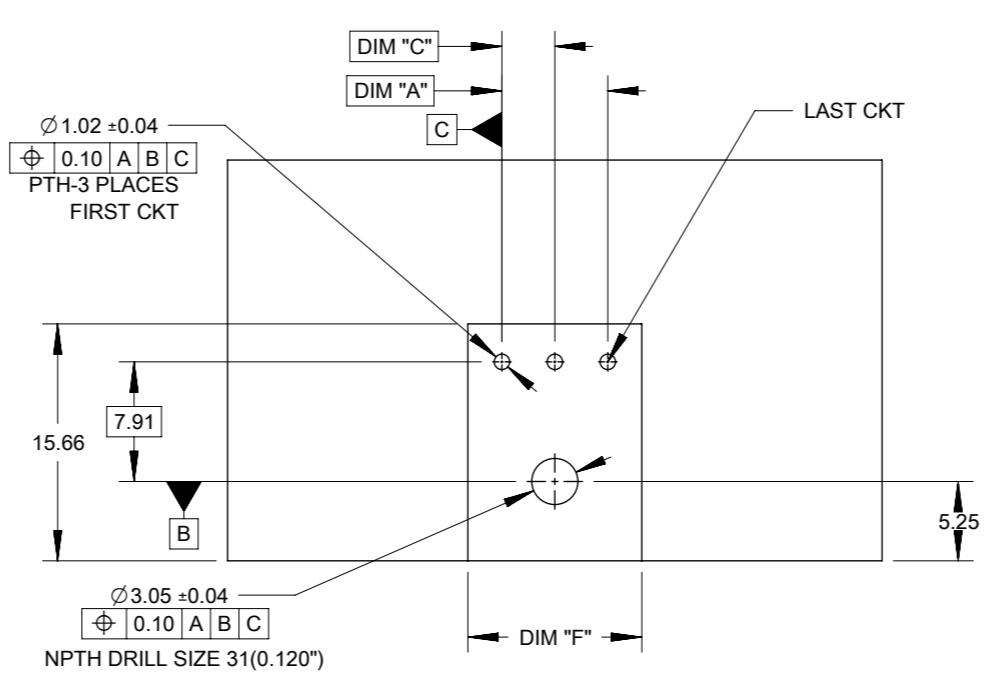 DIM "C"
DIM "A"
C
LAST CKT
∅1.02 ±0.04
⌖ 0.10 A B C
PTH-3 PLACES
FIRST CKT
7.91
15.66
B
5.25
∅3.05 ±0.04
⌖ 0.10 A B C
DIM "F"
NPTH DRILL SIZE 31(0.120")